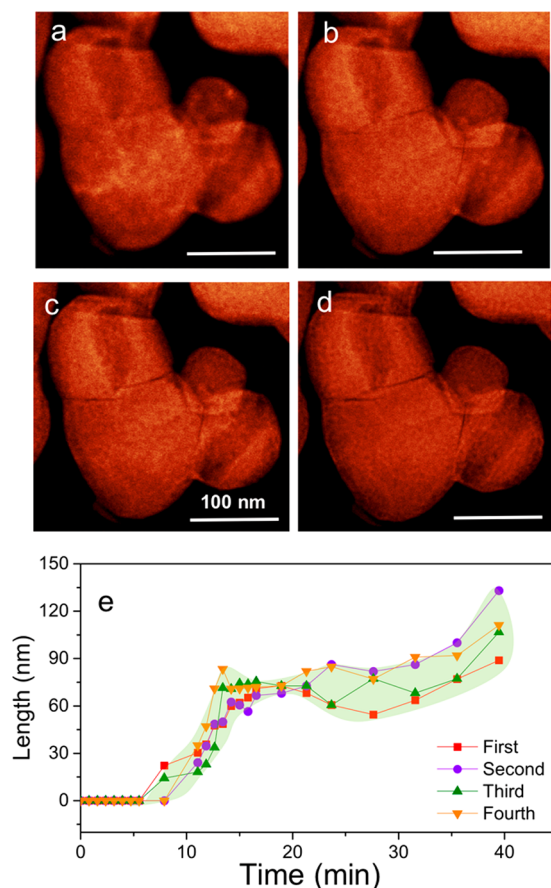 a
b
c
d
100 nm
e
Length (nm)
150
120
90
60
30
0
First
Second
Third
Fourth
0
10
20
30
40
Time (min)